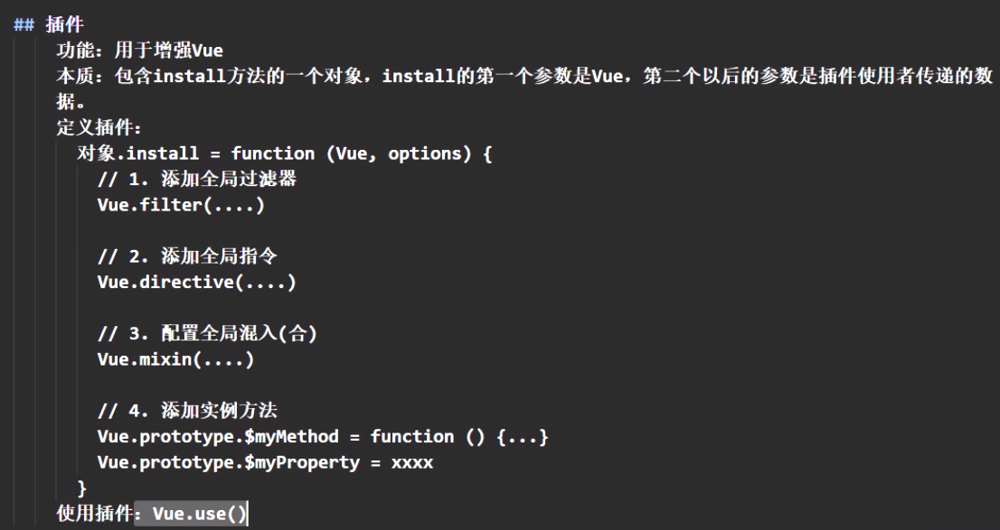 ## 插件
功能：用于增强Vue
本质：包含install方法的一个对象，install的第一个参数是Vue，第二个以后的参数是插件使用者传递的数
据。
定义插件：
对象.install = function (Vue, options) {
// 1. 添加全局过滤器
Vue.filter(....)
// 2. 添加全局指令
Vue.directive(....)
// 3. 配置全局混入(合)
Vue.mixin(....)
// 4. 添加实例方法
Vue.prototype.$myMethod = function () {...}
Vue.prototype.$myProperty = xxxx
}
使用插件：Vue.use()